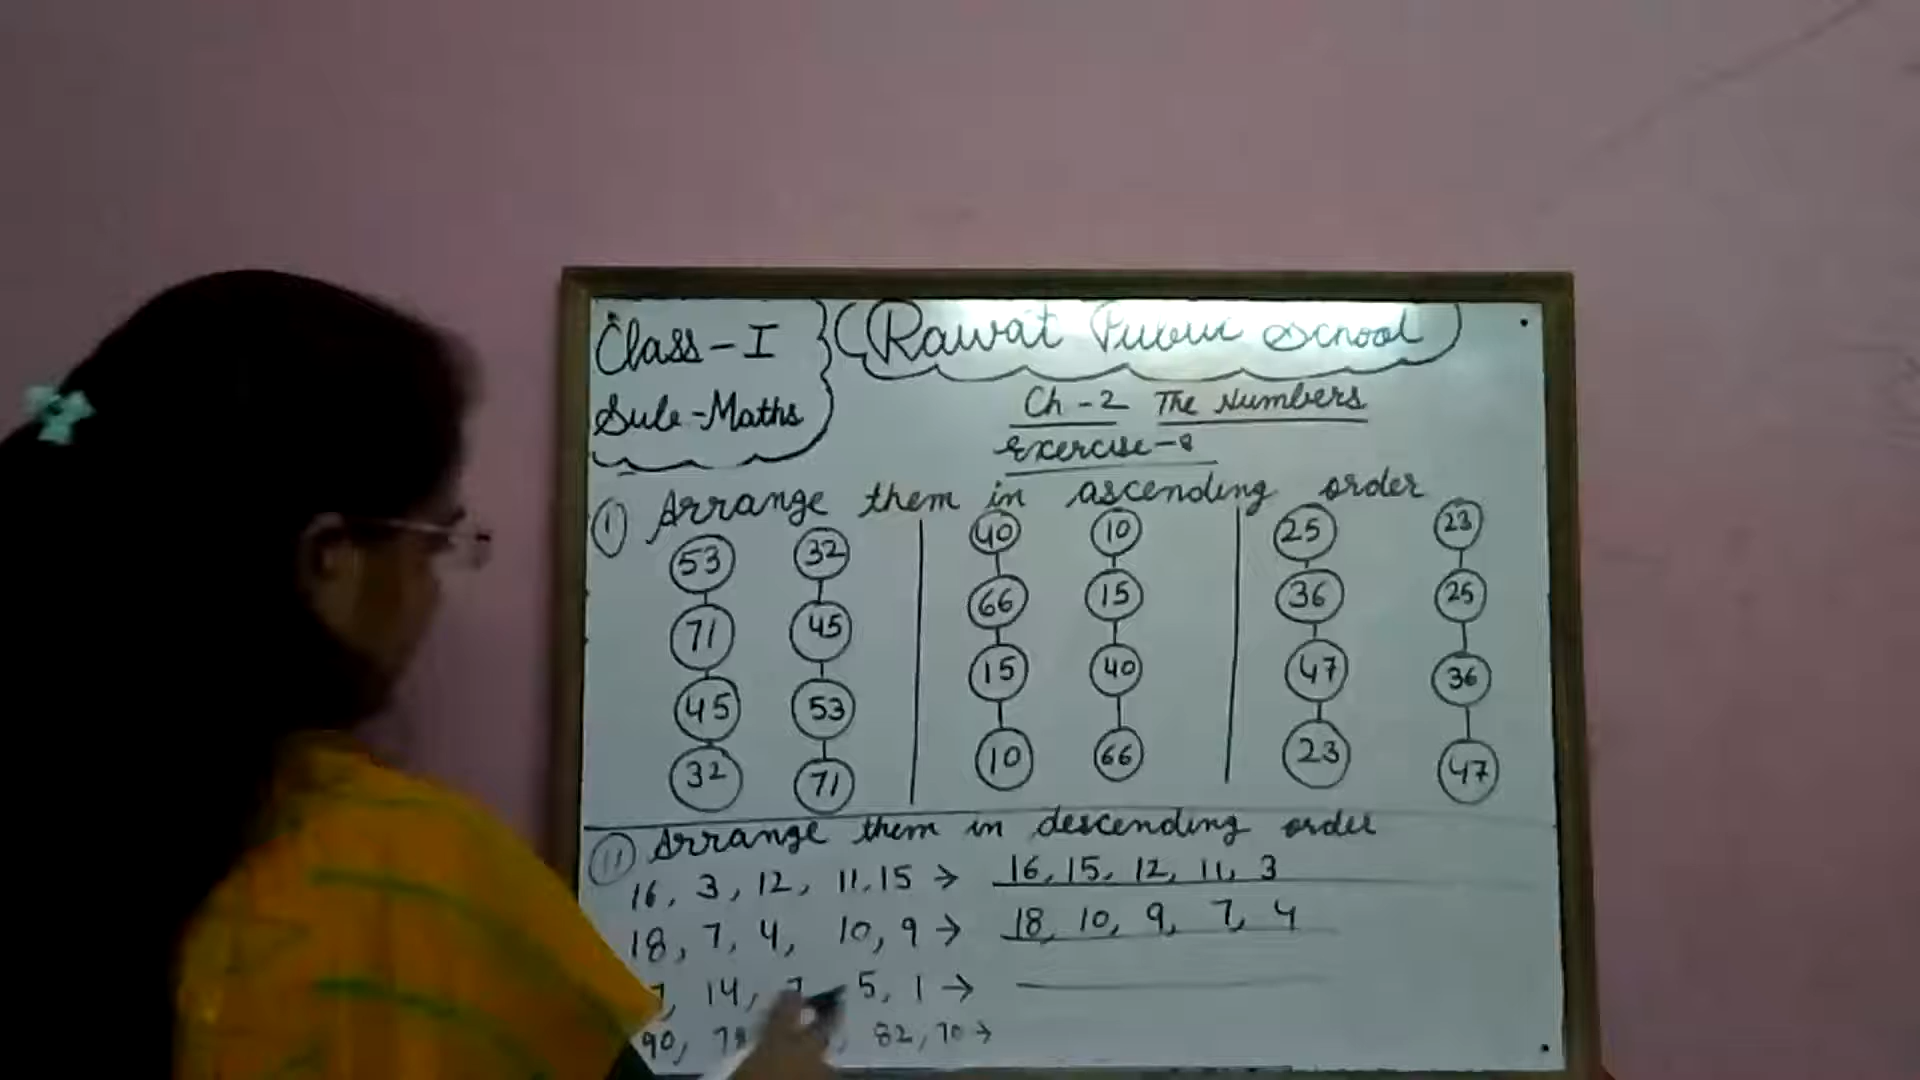 Class - I
Sub - Maths
Rawat Public School
Ch - 2 The Numbers
Exercise - 8
(i) Arrange them in ascending order
53 32 | 40 10 | 25 23
71 45 | 66 15 | 36 25
45 53 | 15 40 | 47 36
32 71 | 10 66 | 23 47
(ii) Arrange them in descending order
16, 3, 12, 11, 15 → 16, 15, 12, 11, 3
18, 7, 4, 10, 9 → 18, 10, 9, 7, 4
14, 5, 1 →
90, 82, 70 →